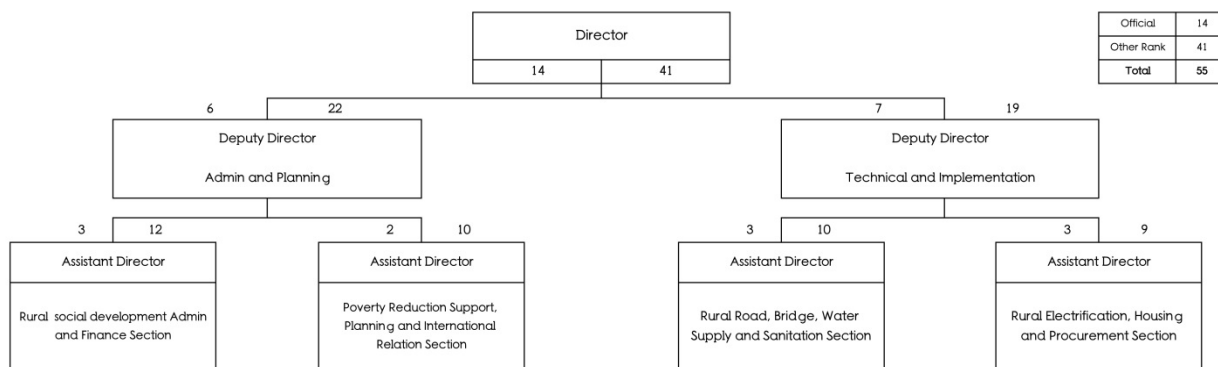 Director
14 41
Official 14
Other Rank 41
Total 55
6 22
Deputy Director
Admin and Planning
7 19
Deputy Director
Technical and Implementation
3 12
Assistant Director
Rural social development Admin
and Finance Section
2 10
Assistant Director
Poverty Reduction Support,
Planning and International
Relation Section
3 10
Assistant Director
Rural Road, Bridge, Water
Supply and Sanitation Section
3 9
Assistant Director
Rural Electrification, Housing
and Procurement Section